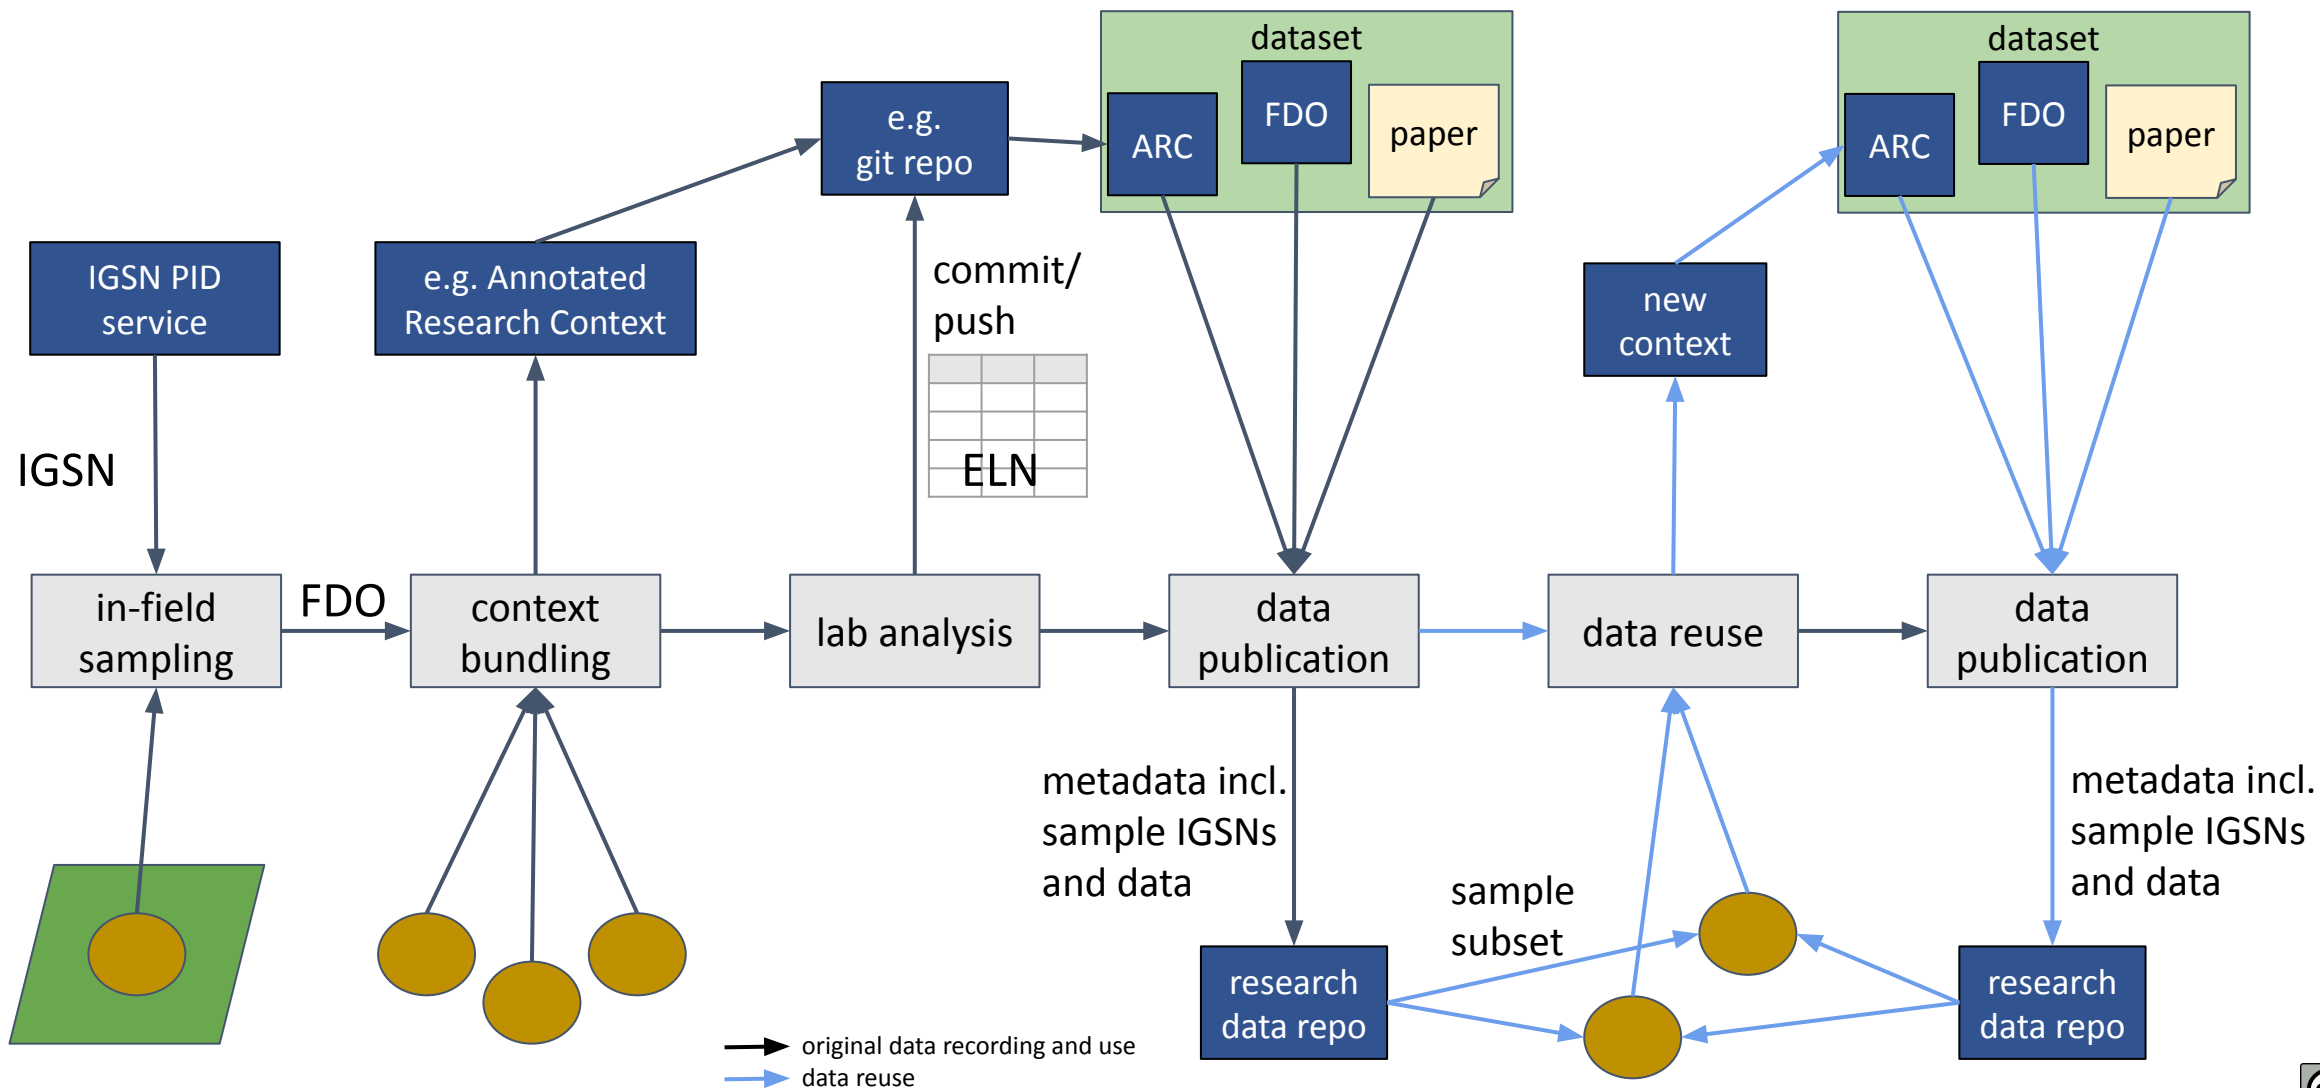 dataset
ARC
FDO
paper
dataset
ARC
FDO
paper
e.g.
git repo
IGSN PID
service
e.g. Annotated
Research Context
commit/
push
ELN
new
context
IGSN
in-field
sampling
FDO
context
bundling
lab analysis
data
publication
data reuse
data
publication
metadata incl.
sample IGSNs
and data
sample
subset
metadata incl.
sample IGSNs
and data
research
data repo
research
data repo
original data recording and use
data reuse